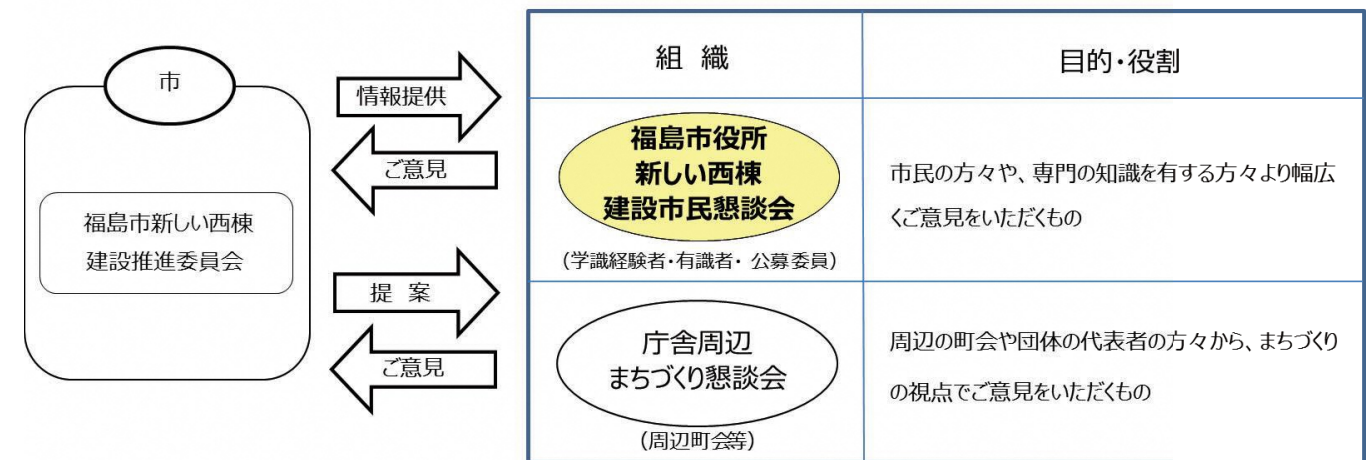 市
福島市新しい西棟
建設推進委員会
情報提供
ご意見
提 案
ご意見
組 織
目的・役割
福島市役所
新しい西棟
建設市民懇談会
（学識経験者・有識者・ 公募委員）
市民の方々や、専門の知識を有する方々より幅広
くご意見をいただくもの
庁舎周辺
まちづくり懇談会
（周辺町会等）
周辺の町会や団体の代表者の方々から、まちづくり
の視点でご意見をいただくもの